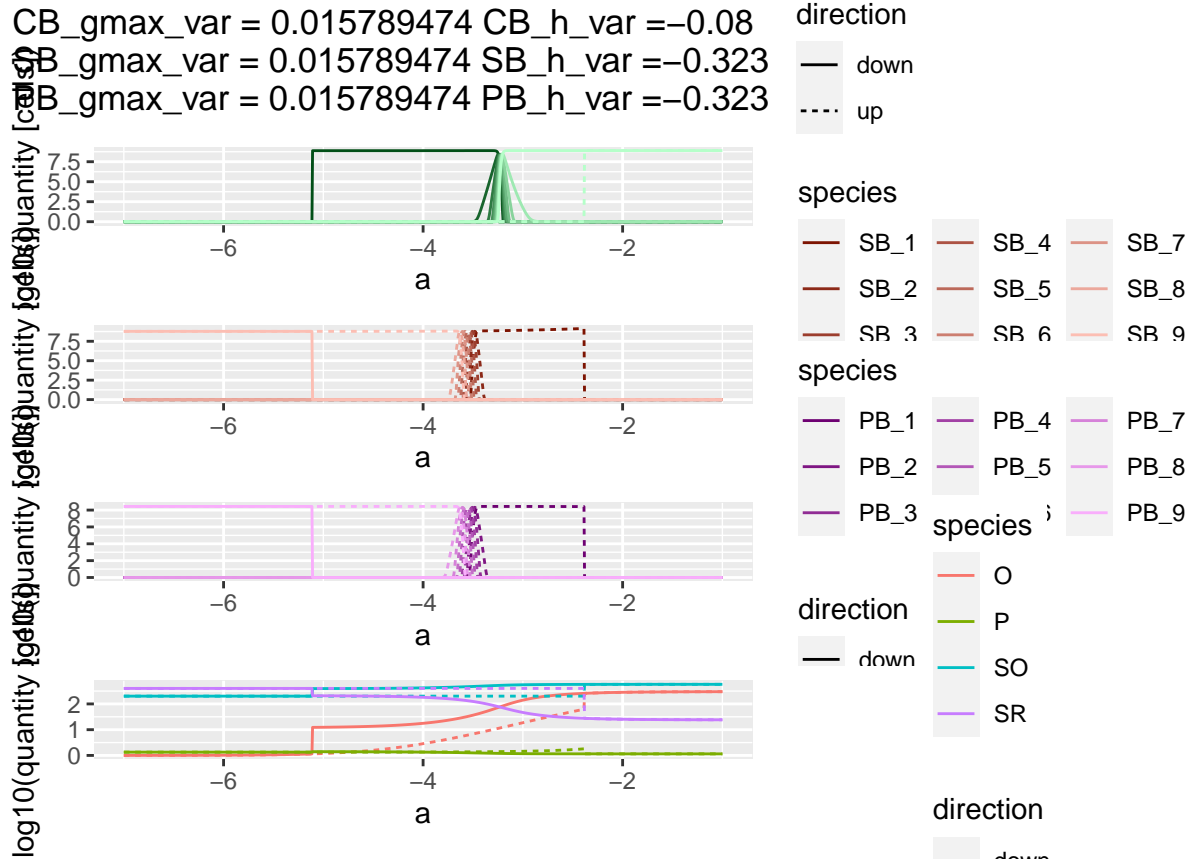 CB_gmax_var = 0.015789474 CB_h_var =−0.08
SB_gmax_var = 0.015789474 SB_h_var =−0.323
PB_gmax_var = 0.015789474 PB_h_var =−0.323
7.5
5.0
2.5
0.0
−6 −4 −2
a
7.5
5.0
2.5
0.0
−6 −4 −2
a
8
6
4
2
0
−6 −4 −2
a
2
1
0
−6 −4 −2
a
log10(quantity [cells])
direction
down
up
species
SB_1 SB_4 SB_7
SB_2 SB_5 SB_8
SB_3 SB_6 SB_9
species
PB_1 PB_4 PB_7
PB_2 PB_5 PB_8
PB_3 PB_9
species
O
P
SO
SR
direction
down
direction
down